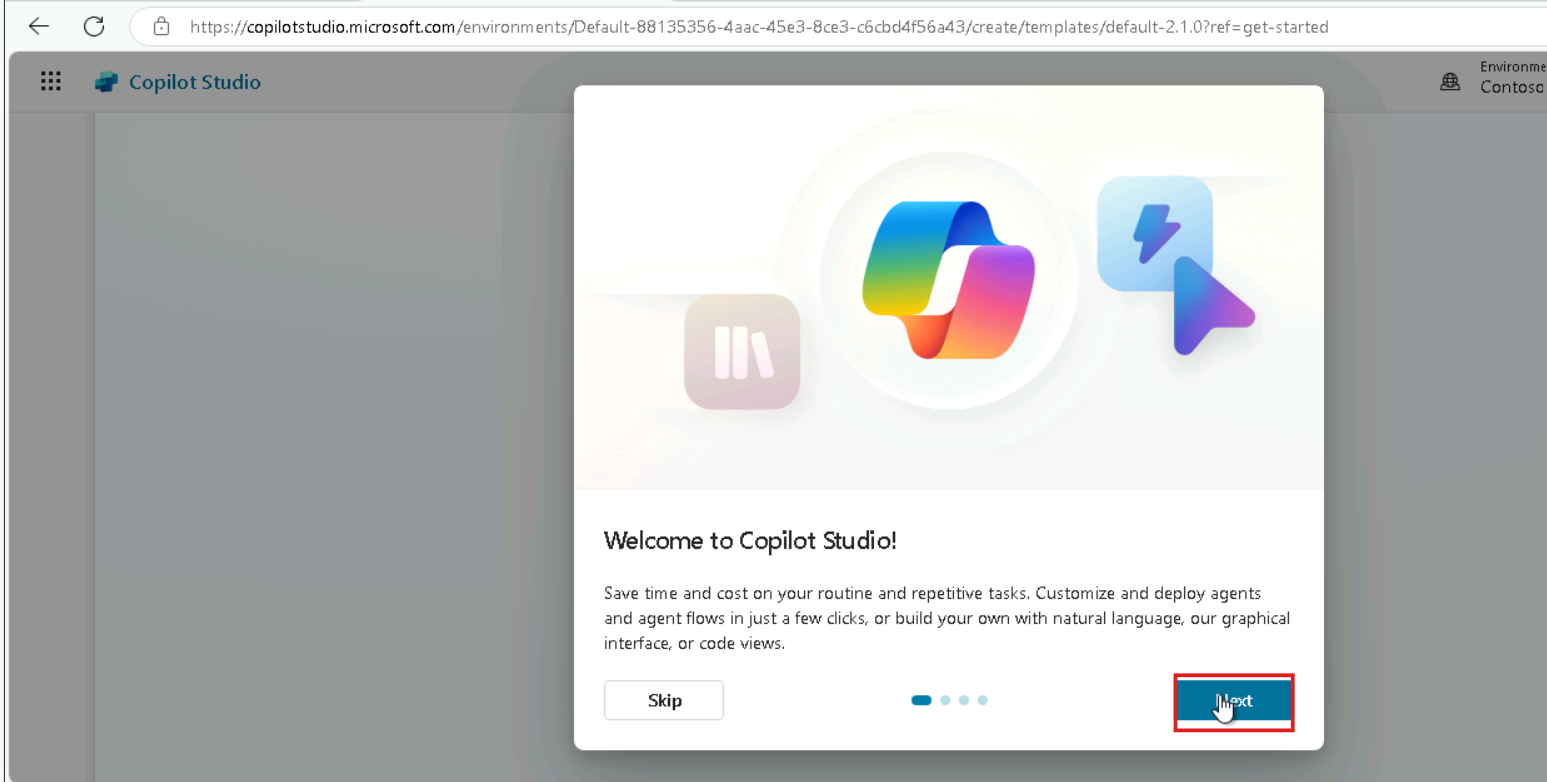 https://copilotstudio.microsoft.com/environments/Default-88135356-4aac-45e3-8ce3-c6cbd4f56a43/create/templates/default-2.1.0?ref=get-started
Copilot Studio
Environme
Contoso
Welcome to Copilot Studio!
Save time and cost on your routine and repetitive tasks. Customize and deploy agents
and agent flows in just a few clicks, or build your own with natural language, our graphical
interface, or code views.
Skip
Next